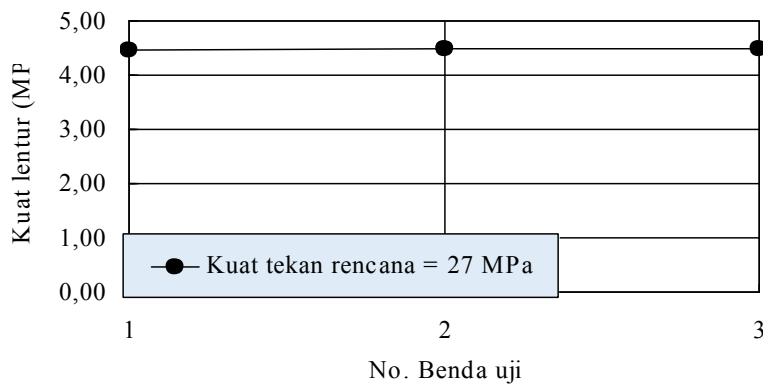 5,00
4,00
3,00
2,00
1,00
0,00
Kuat lentur (MP
Kuat tekan rencana = 27 MPa
1 2 3
No. Benda uji